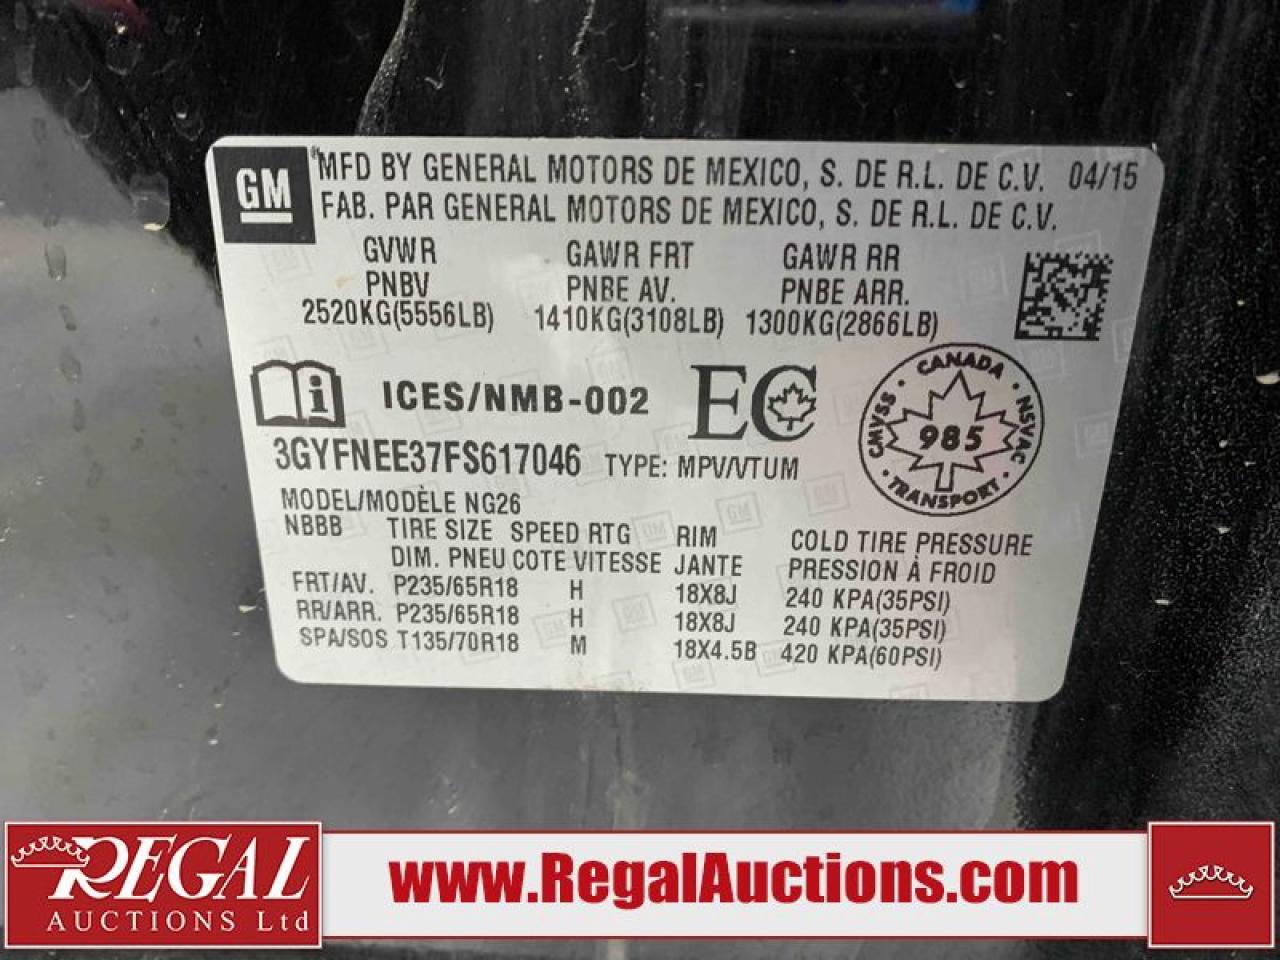 GM
MFD BY GENERAL MOTORS DE MEXICO, S. DE R.L. DE C.V. 04/15
FAB. PAR GENERAL MOTORS DE MEXICO, S. DE R.L. DE C.V.
GVWR GAWR FRT GAWR RR
PNBV PNBE AV. PNBE ARR.
2520KG(5556LB) 1410KG(3108LB) 1300KG(2866LB)
i ICES/NMB-002 EC
CANADA
CMVSS 985 NSVAC
TRANSPORT
3GYFNEE37FS617046 TYPE: MPV/VTUM
MODEL/MODÈLE NG26
NBBB TIRE SIZE SPEED RTG RIM COLD TIRE PRESSURE
DIM. PNEU COTE VITESSE JANTE PRESSION À FROID
FRT/AV. P235/65R18 H 18X8J 240 KPA(35PSI)
RR/ARR. P235/65R18 H 18X8J 240 KPA(35PSI)
SPA/SOS T135/70R18 M 18X4.5B 420 KPA(60PSI)
REGAL
AUCTIONS Ltd
www.RegalAuctions.com